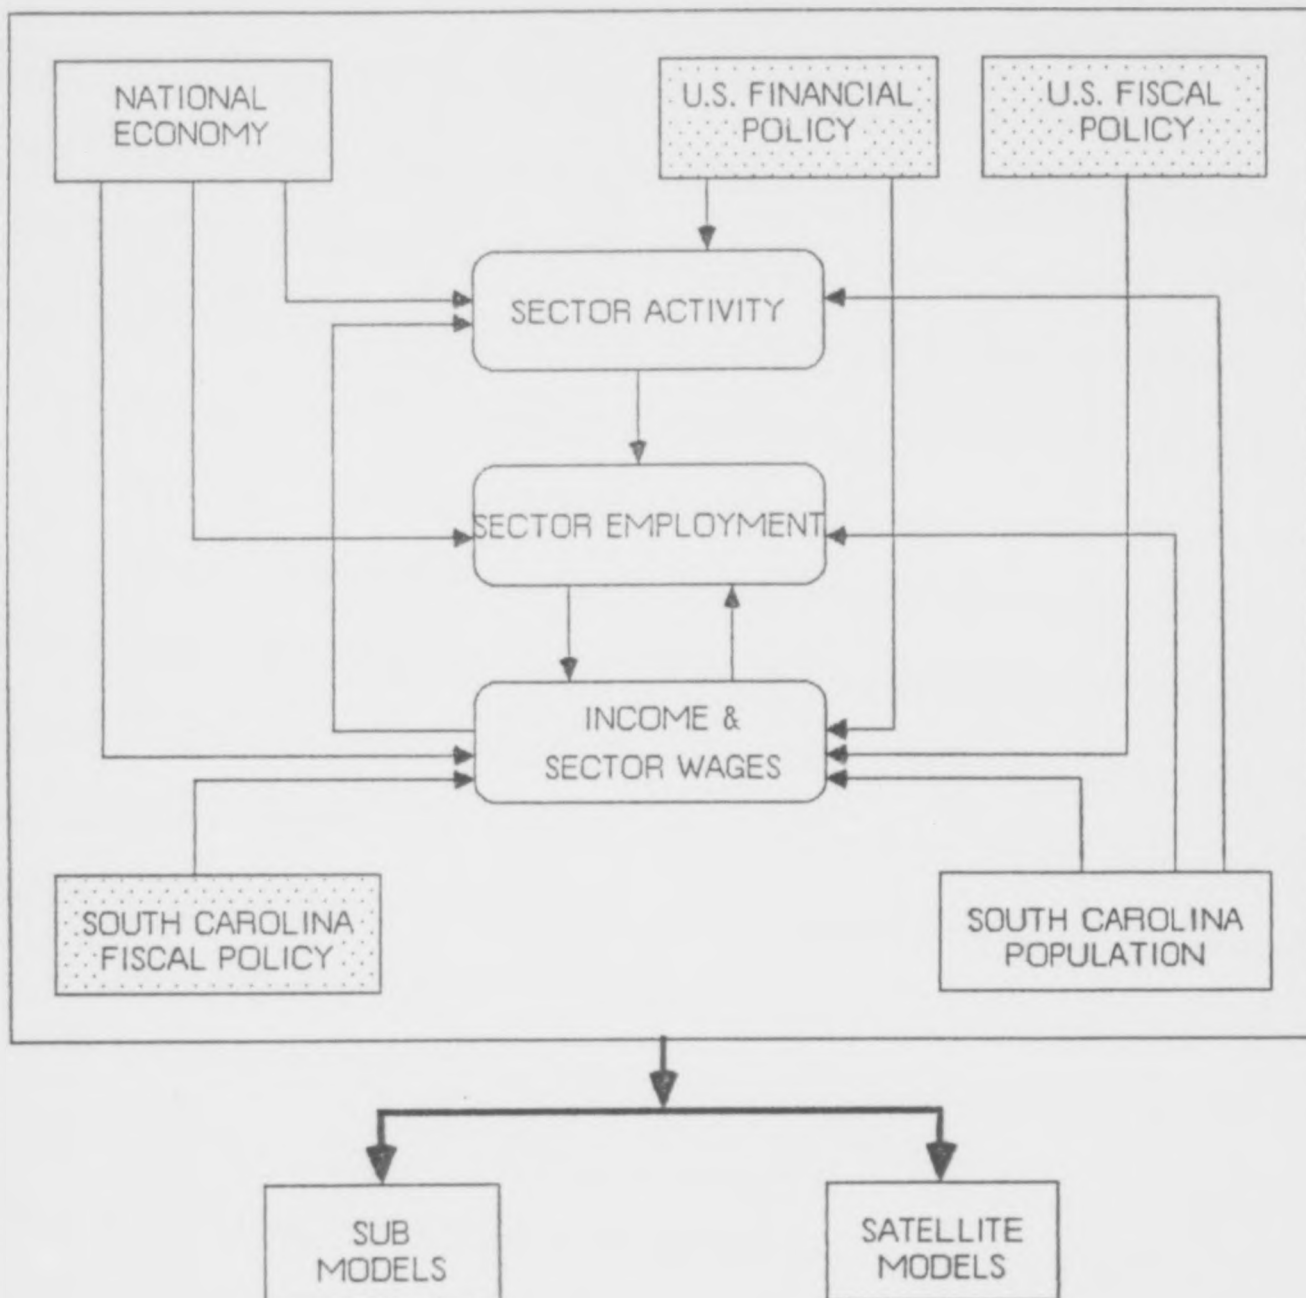 NATIONAL
ECONOMY
U.S. FINANCIAL
POLICY
U.S. FISCAL
POLICY
SECTOR ACTIVITY
SECTOR EMPLOYMENT
INCOME &
SECTOR WAGES
SOUTH CAROLINA
FISCAL POLICY
SOUTH CAROLINA
POPULATION
SUB
MODELS
SATELLITE
MODELS